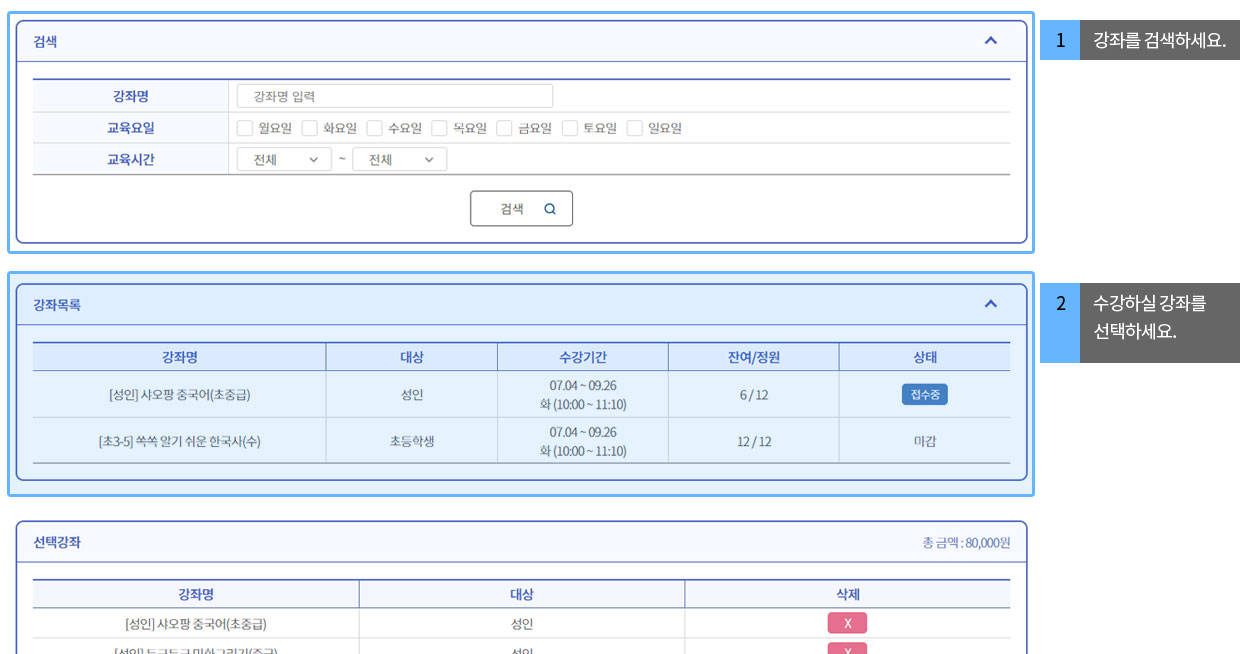 검색
1 강좌를 검색하세요.
강좌명 강좌명 입력
교육요일 월요일 화요일 수요일 목요일 금요일 토요일 일요일
교육시간 전체 ~ 전체
검색
강좌목록
2 수강하실 강좌를
선택하세요.
강좌명 대상 수강기간 잔여/정원 상태
[성인] 샤오팡 중국어(초중급) 성인 07.04 ~ 09.26
화 (10:00 ~ 11:10) 6 / 12 접수중
[초3-5] 쏙쏙 알기 쉬운 한국사(수) 초등학생 07.04 ~ 09.26
화 (10:00 ~ 11:10) 12 / 12 마감
선택강좌 총 금액 : 80,000원
강좌명 대상 삭제
[성인] 샤오팡 중국어(초중급) 성인 X
[성인] 성인 X